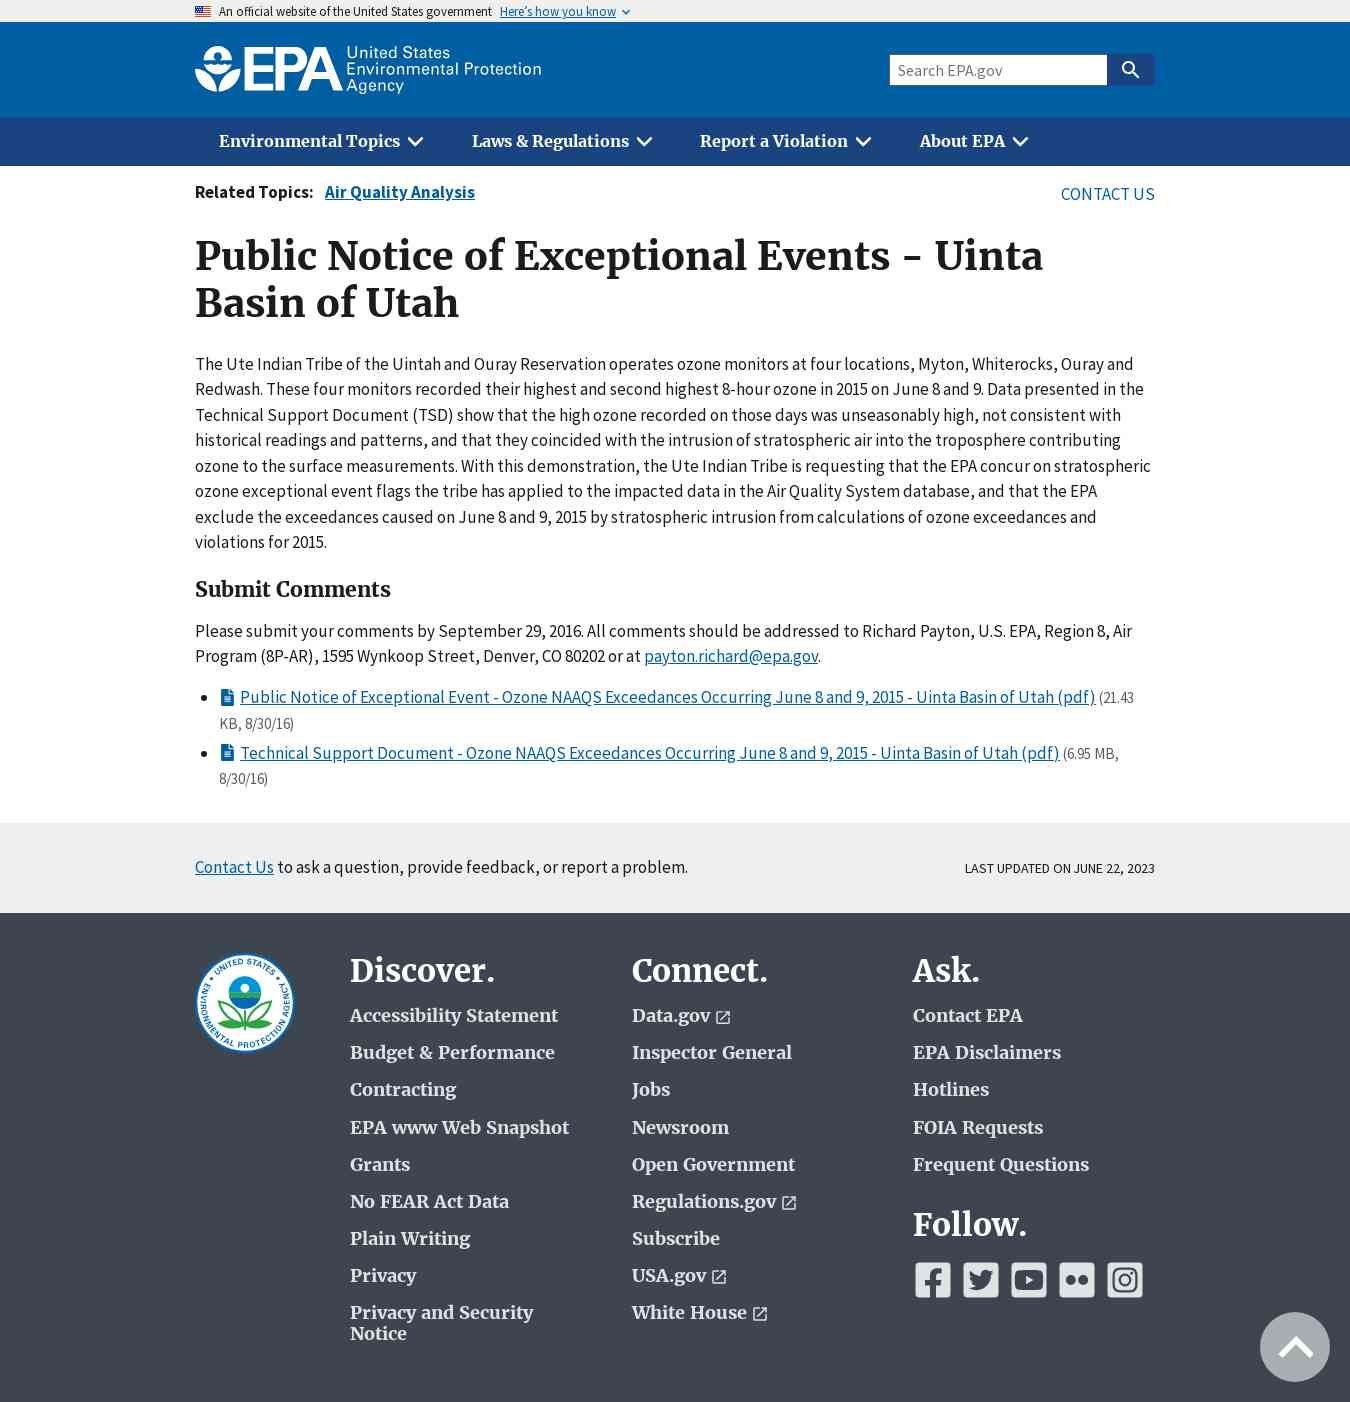 An official website of the United States government Here's how you know
EPA United States
Environmental Protection
Agency
Search EPA.gov
Environmental Topics
Laws & Regulations
Report a Violation
About EPA
Related Topics: Air Quality Analysis
CONTACT US
Public Notice of Exceptional Events - Uinta
Basin of Utah
The Ute Indian Tribe of the Uintah and Ouray Reservation operates ozone monitors at four locations, Myton, Whiterocks, Ouray and
Redwash. These four monitors recorded their highest and second highest 8-hour ozone in 2015 on June 8 and 9. Data presented in the
Technical Support Document (TSD) show that the high ozone recorded on those days was unseasonably high, not consistent with
historical readings and patterns, and that they coincided with the intrusion of stratospheric air into the troposphere contributing
ozone to the surface measurements. With this demonstration, the Ute Indian Tribe is requesting that the EPA concur on stratospheric
ozone exceptional event flags the tribe has applied to the impacted data in the Air Quality System database, and that the EPA
exclude the exceedances caused on June 8 and 9, 2015 by stratospheric intrusion from calculations of ozone exceedances and
violations for 2015.
Submit Comments
Please submit your comments by September 29, 2016. All comments should be addressed to Richard Payton, U.S. EPA, Region 8, Air
Program (8P-AR), 1595 Wynkoop Street, Denver, CO 80202 or at payton.richard@epa.gov.
Public Notice of Exceptional Event - Ozone NAAQS Exceedances Occurring June 8 and 9, 2015 - Uinta Basin of Utah (pdf) (21.43
KB, 8/30/16)
Technical Support Document - Ozone NAAQS Exceedances Occurring June 8 and 9, 2015 - Uinta Basin of Utah (pdf) (6.95 MB,
8/30/16)
Contact Us to ask a question, provide feedback, or report a problem.
LAST UPDATED ON JUNE 22, 2023
UNITED STATES
ENVIRONMENTAL PROTECTION AGENCY
Discover.
Accessibility Statement
Budget & Performance
Contracting
EPA www Web Snapshot
Grants
No FEAR Act Data
Plain Writing
Privacy
Privacy and Security
Notice
Connect.
Data.gov
Inspector General
Jobs
Newsroom
Open Government
Regulations.gov
Subscribe
USA.gov
White House
Ask.
Contact EPA
EPA Disclaimers
Hotlines
FOIA Requests
Frequent Questions
Follow.